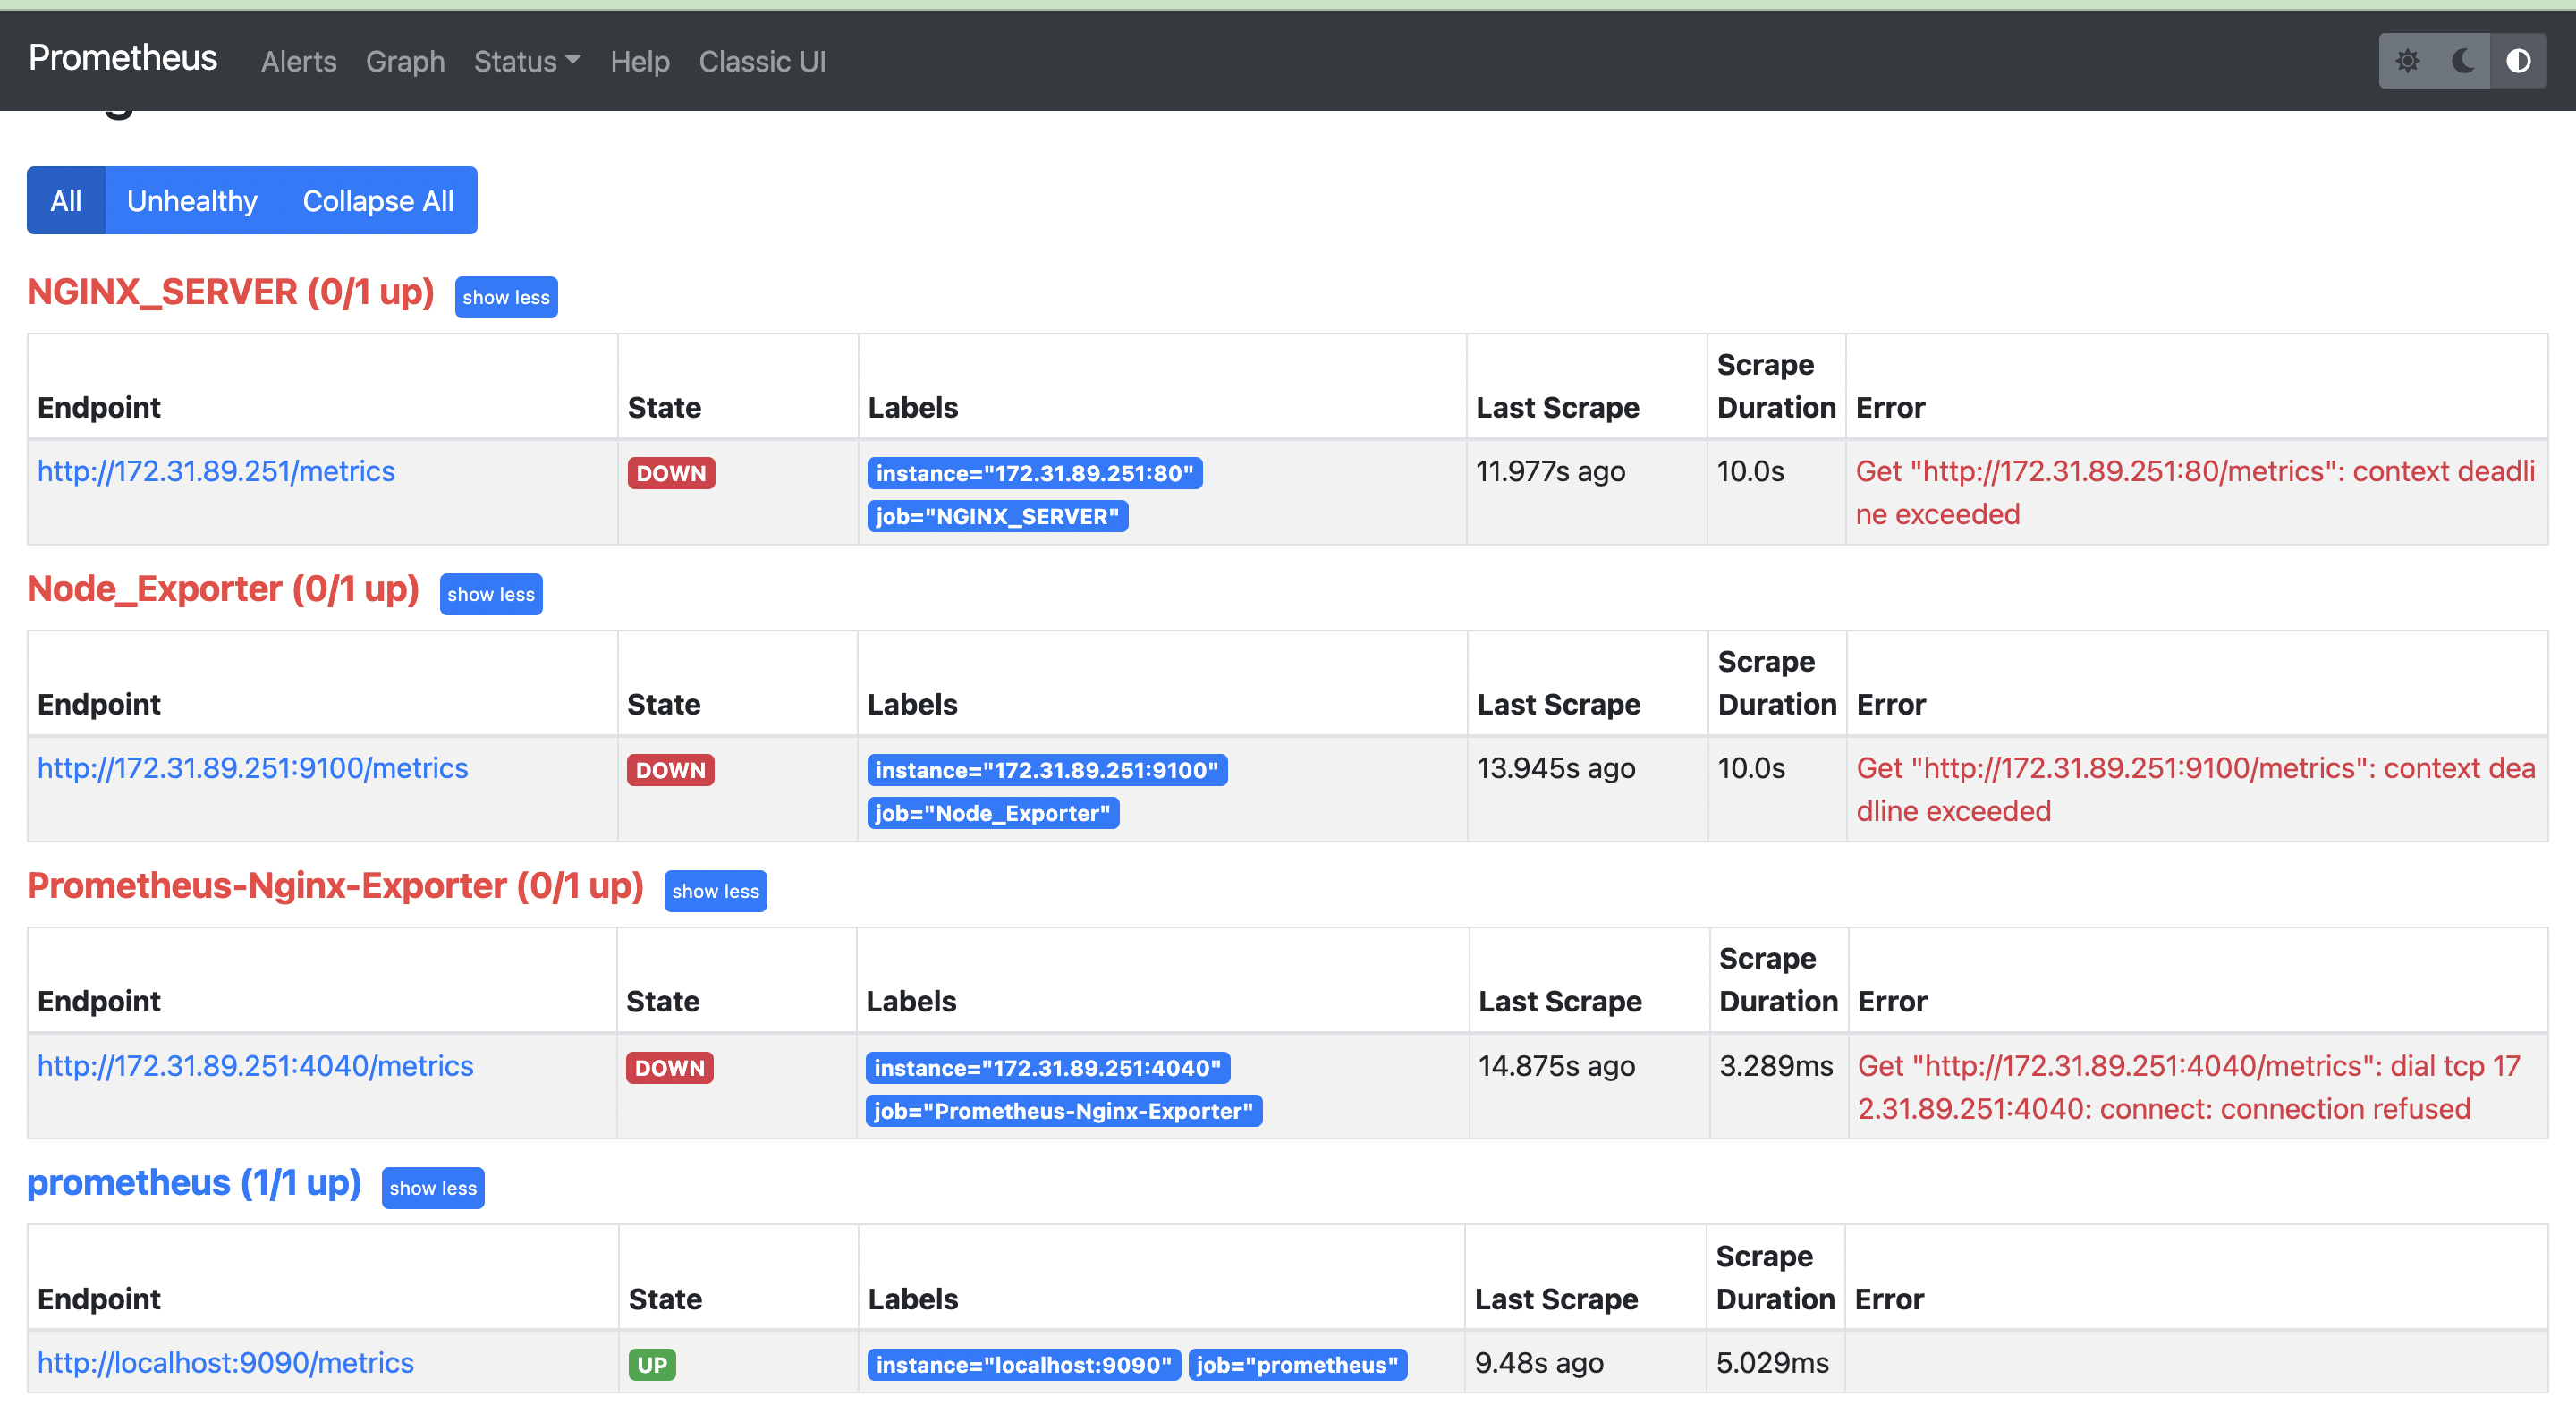 Prometheus Alerts Graph Status Help Classic UI
All Unhealthy Collapse All
NGINX_SERVER (0/1 up) show less
Endpoint State Labels Last Scrape Scrape Duration Error
http://172.31.89.251/metrics DOWN instance="172.31.89.251:80" 11.977s ago 10.0s Get "http://172.31.89.251:80/metrics": context deadli
job="NGINX_SERVER" ne exceeded
Node_Exporter (0/1 up) show less
Endpoint State Labels Last Scrape Scrape Duration Error
http://172.31.89.251:9100/metrics DOWN instance="172.31.89.251:9100" 13.945s ago 10.0s Get "http://172.31.89.251:9100/metrics": context dea
job="Node_Exporter" dline exceeded
Prometheus-Nginx-Exporter (0/1 up) show less
Endpoint State Labels Last Scrape Scrape Duration Error
http://172.31.89.251:4040/metrics DOWN instance="172.31.89.251:4040" 14.875s ago 3.289ms Get "http://172.31.89.251:4040/metrics": dial tcp 17
job="Prometheus-Nginx-Exporter" 2.31.89.251:4040: connect: connection refused
prometheus (1/1 up) show less
Endpoint State Labels Last Scrape Scrape Duration Error
http://localhost:9090/metrics UP instance="localhost:9090" job="prometheus" 9.48s ago 5.029ms